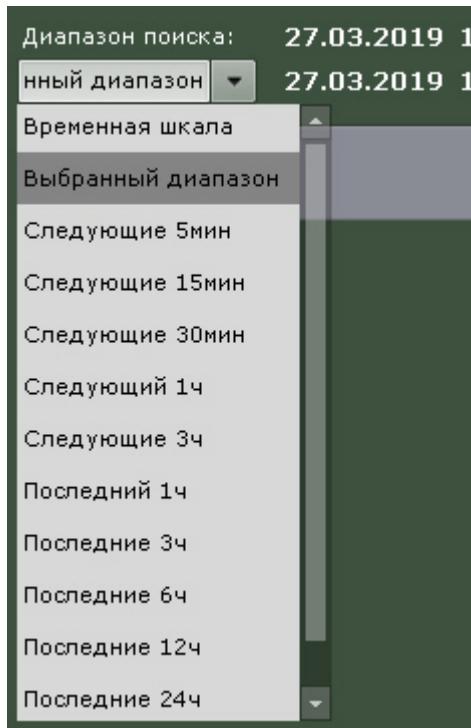 Диапазон поиска: 27.03.2019 1
нный диапазон 27.03.2019 1
Временная шкала
Выбранный диапазон
Следующие 5мин
Следующие 15мин
Следующие 30мин
Следующий 1ч
Следующие 3ч
Последний 1ч
Последние 3ч
Последние 6ч
Последние 12ч
Последние 24ч